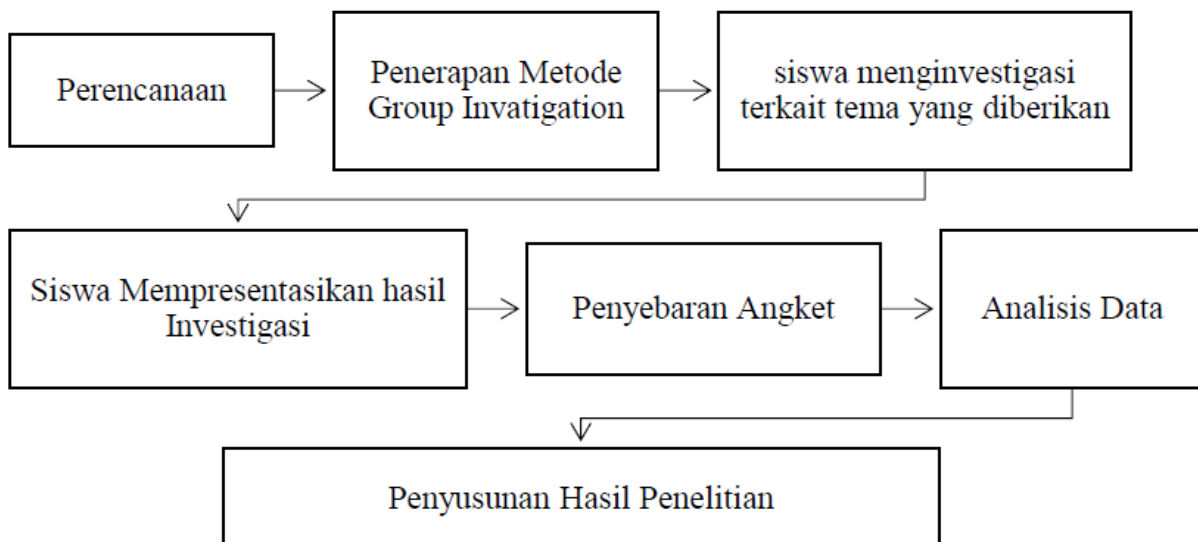 Perencanaan
Penerapan Metode
Group Invatigation
siswa menginvestigasi
terkait tema yang diberikan
Siswa Mempresentasikan hasil
Investigasi
Penyebaran Angket
Analisis Data
Penyusunan Hasil Penelitian